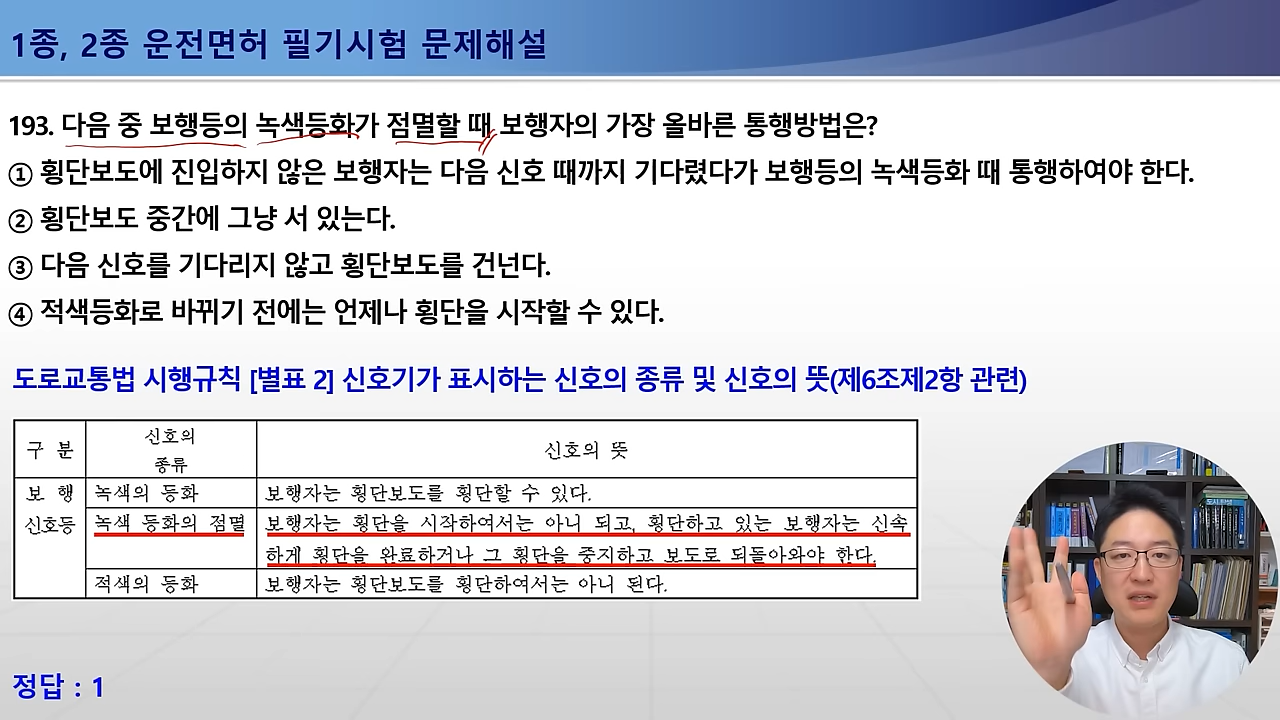 1종, 2종 운전면허 필기시험 문제해설
193. 다음 중 보행등의 녹색등화가 점멸할 때 보행자의 가장 올바른 통행방법은?
① 횡단보도에 진입하지 않은 보행자는 다음 신호 때까지 기다렸다가 보행등의 녹색등화 때 통행하여야 한다.
② 횡단보도 중간에 그냥 서 있는다.
③ 다음 신호를 기다리지 않고 횡단보도를 건넌다.
④ 적색등화로 바뀌기 전에는 언제나 횡단을 시작할 수 있다.
도로교통법 시행규칙 [별표 2] 신호기가 표시하는 신호의 종류 및 신호의 뜻(제6조제2항 관련)
구 분
신호의
종류
신호의 뜻
보 행
신호등
녹색의 등화
보행자는 횡단보도를 횡단할 수 있다.
녹색 등화의 점멸
보행자는 횡단을 시작하여서는 아니 되고, 횡단하고 있는 보행자는 신속
하게 횡단을 완료하거나 그 횡단을 중지하고 보도로 되돌아와야 한다.
적색의 등화
보행자는 횡단보도를 횡단하여서는 아니 된다.
정답 : 1